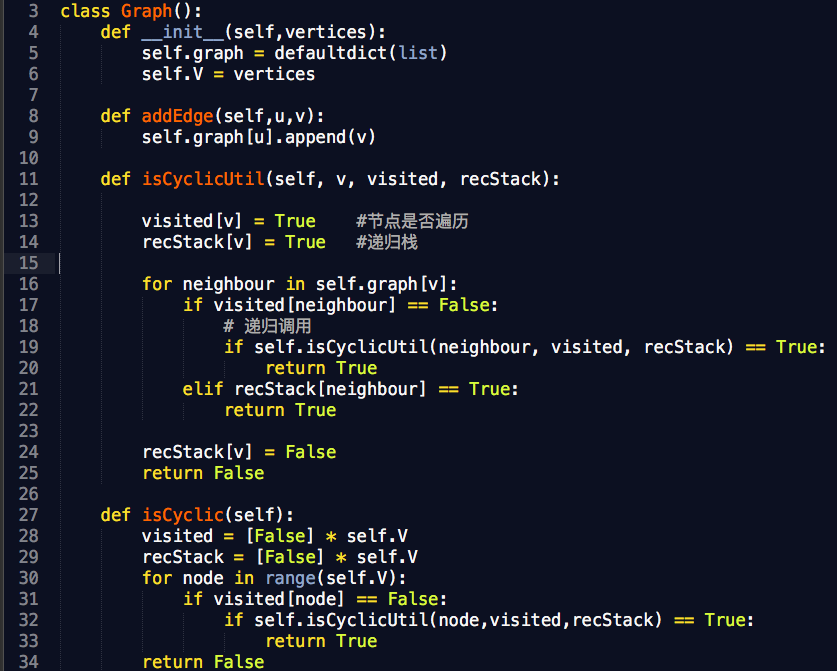 3 class Graph():
4     def __init__(self,vertices):
5         self.graph = defaultdict(list)
6         self.V = vertices
7
8     def addEdge(self,u,v):
9         self.graph[u].append(v)
10
11     def isCyclicUtil(self, v, visited, recStack):
12
13         visited[v] = True    #节点是否遍历
14         recStack[v] = True   #递归栈
15
16         for neighbour in self.graph[v]:
17             if visited[neighbour] == False:
18                 # 递归调用
19                 if self.isCyclicUtil(neighbour, visited, recStack) == True:
20                     return True
21             elif recStack[neighbour] == True:
22                 return True
23
24         recStack[v] = False
25         return False
26
27     def isCyclic(self):
28         visited = [False] * self.V
29         recStack = [False] * self.V
30         for node in range(self.V):
31             if visited[node] == False:
32                 if self.isCyclicUtil(node,visited,recStack) == True:
33                     return True
34         return False